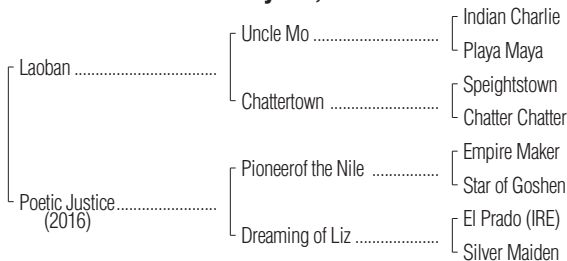 Indian Charlie
Uncle Mo
Playa Maya
Laoban
Speightstown
Chattertown
Chatter Chatter
Empire Maker
Pioneerof the Nile
Star of Goshen
Poetic Justice
(2016)
El Prado (IRE)
Dreaming of Liz
Silver Maiden